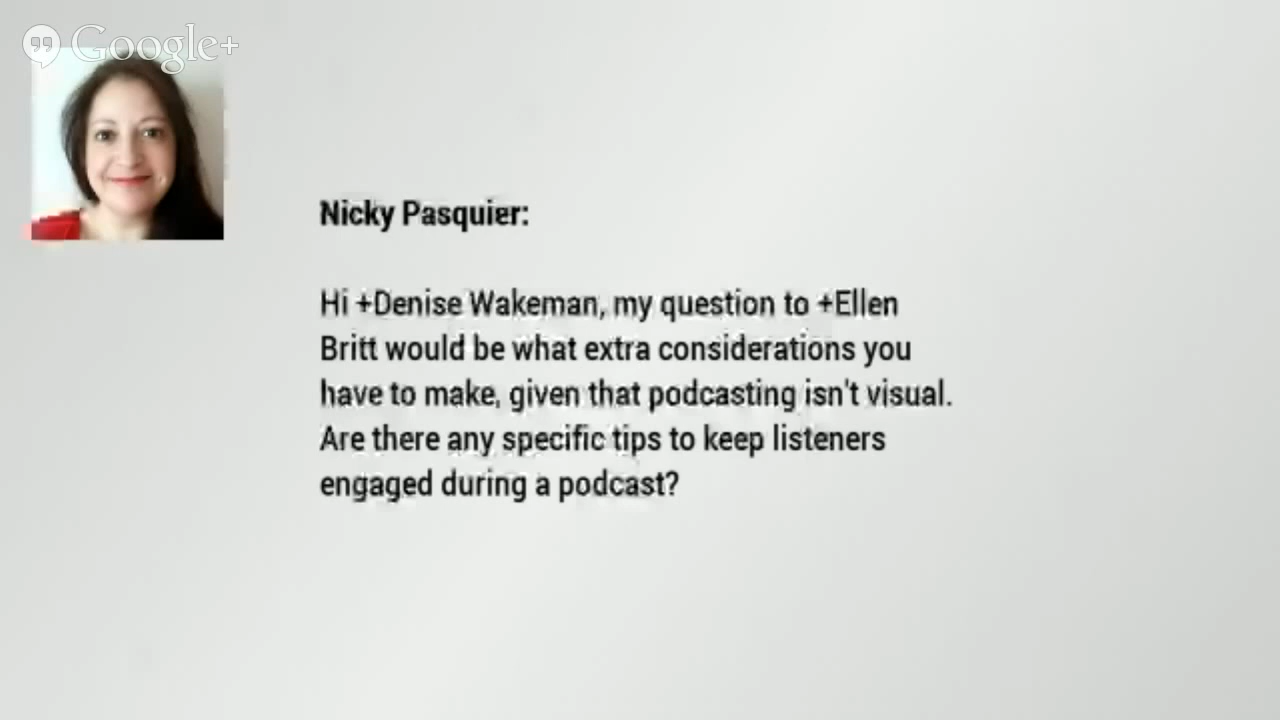 Google+
Nicky Pasquier:
Hi +Denise Wakeman, my question to +Ellen
Britt would be what extra considerations you
have to make, given that podcasting isn't visual.
Are there any specific tips to keep listeners
engaged during a podcast?